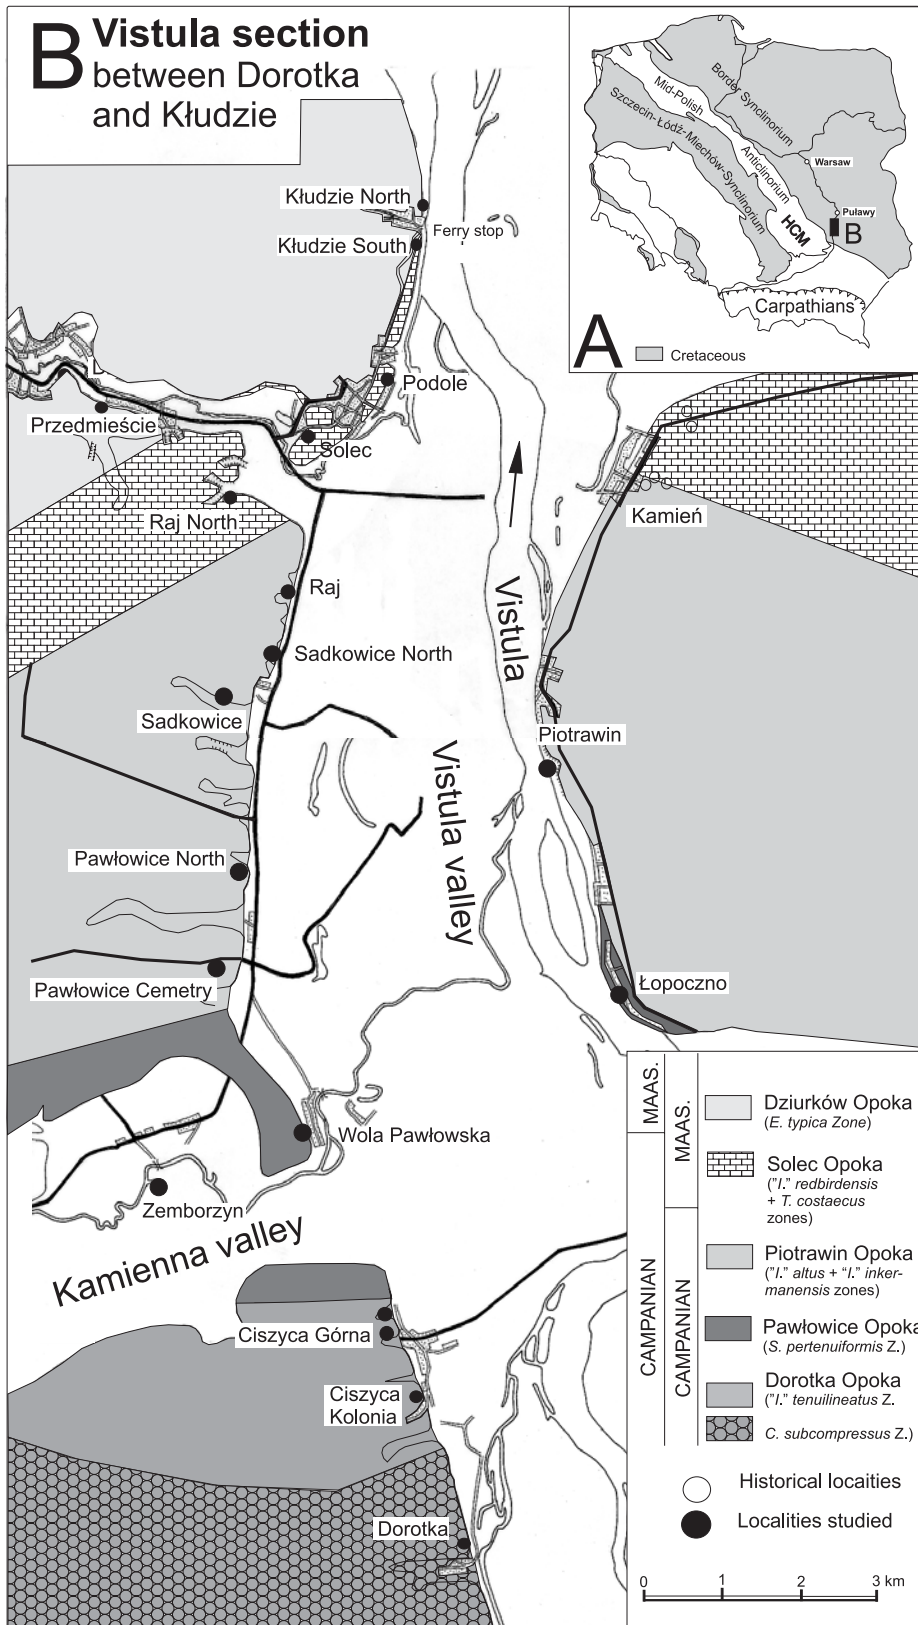 B Vistula section
between Dorotka
and Kłudzie
Mid-Polish
Anticlinorium
Border Synclinorium
Szczecin-Łódź-Miechów-Synclinorium
Warsaw
Puławy
HCM
B
Carpathians
A
Cretaceous
Kłudzie North
Ferry stop
Kłudzie South
Podole
Przedmieście
Solec
Raj North
Kamień
Raj
Vistula
Sadkowice North
Sadkowice
Piotrawin
Vistula valley
Pawłowice North
Pawłowice Cemetry
Łopoczno
Wola Pawłowska
Zemborzyn
Kamienna valley
Ciszyca Górna
Ciszyca
Kolonia
Dorotka
MAAS.
MAAS.
CAMPANIAN
CAMPANIAN
Dziurków Opoka
(E. typica Zone)
Solec Opoka
("I." redbirdensis
+ T. costaecus
zones)
Piotrawin Opoka
("I." altus + "I." inker-
manensis zones)
Pawłowice Opoka
(S. pertenuiformis Z.)
Dorotka Opoka
("I." tenuilineatus Z.
C. subcompressus Z.)
Historical locaities
Localities studied
0 1 2 3 km